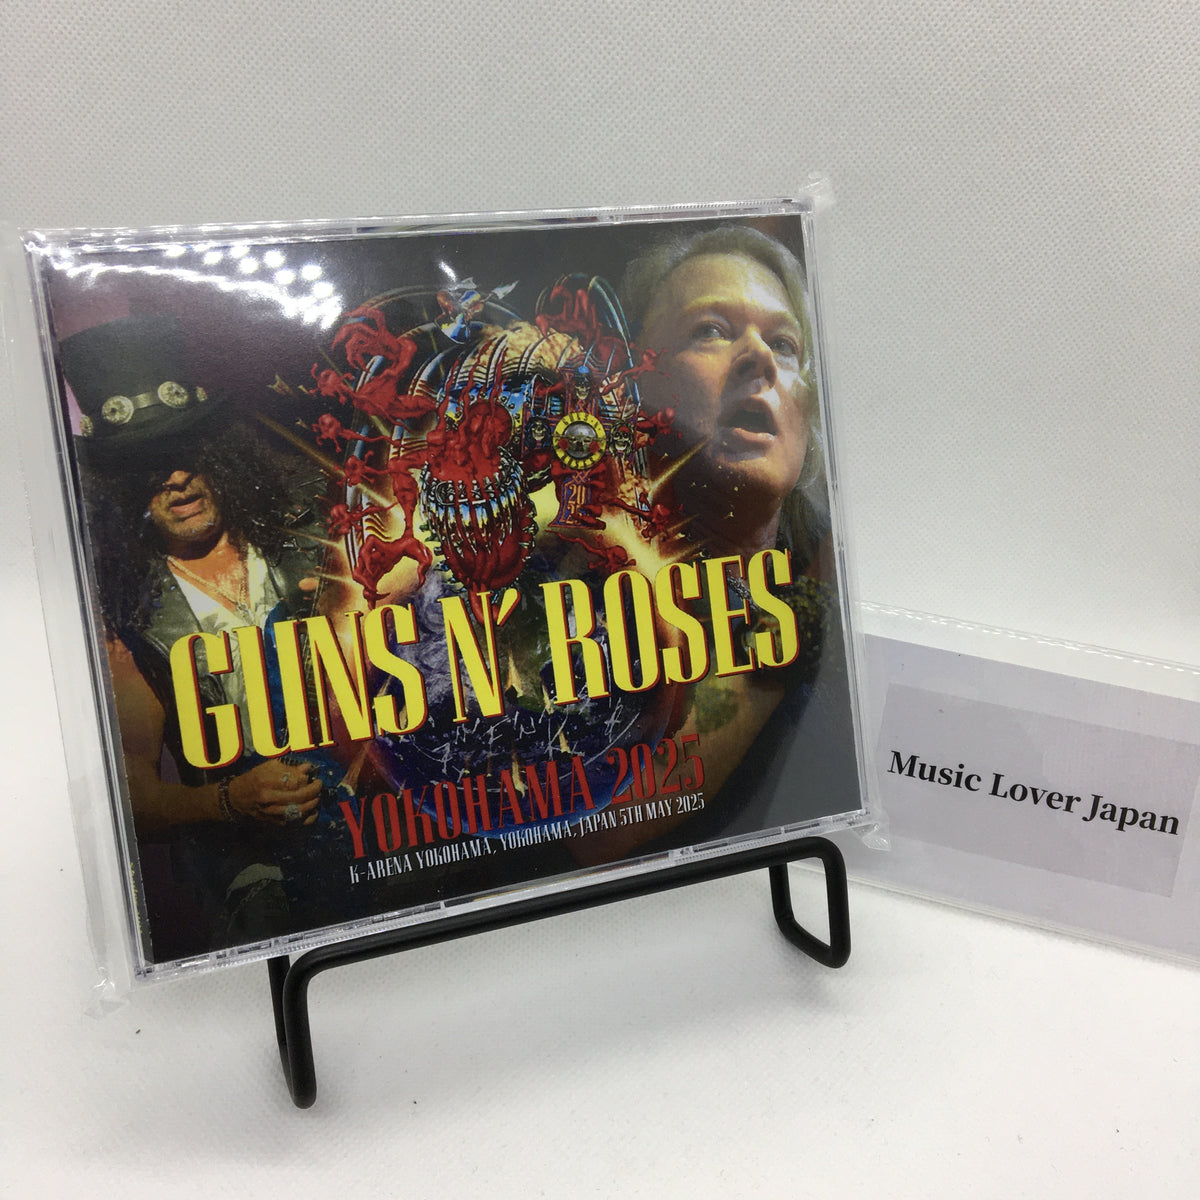 GUNS N' ROSES
YOKOHAMA 2025
K-ARENA YOKOHAMA, YOKOHAMA, JAPAN 5TH MAY 2025
Music Lover Japan